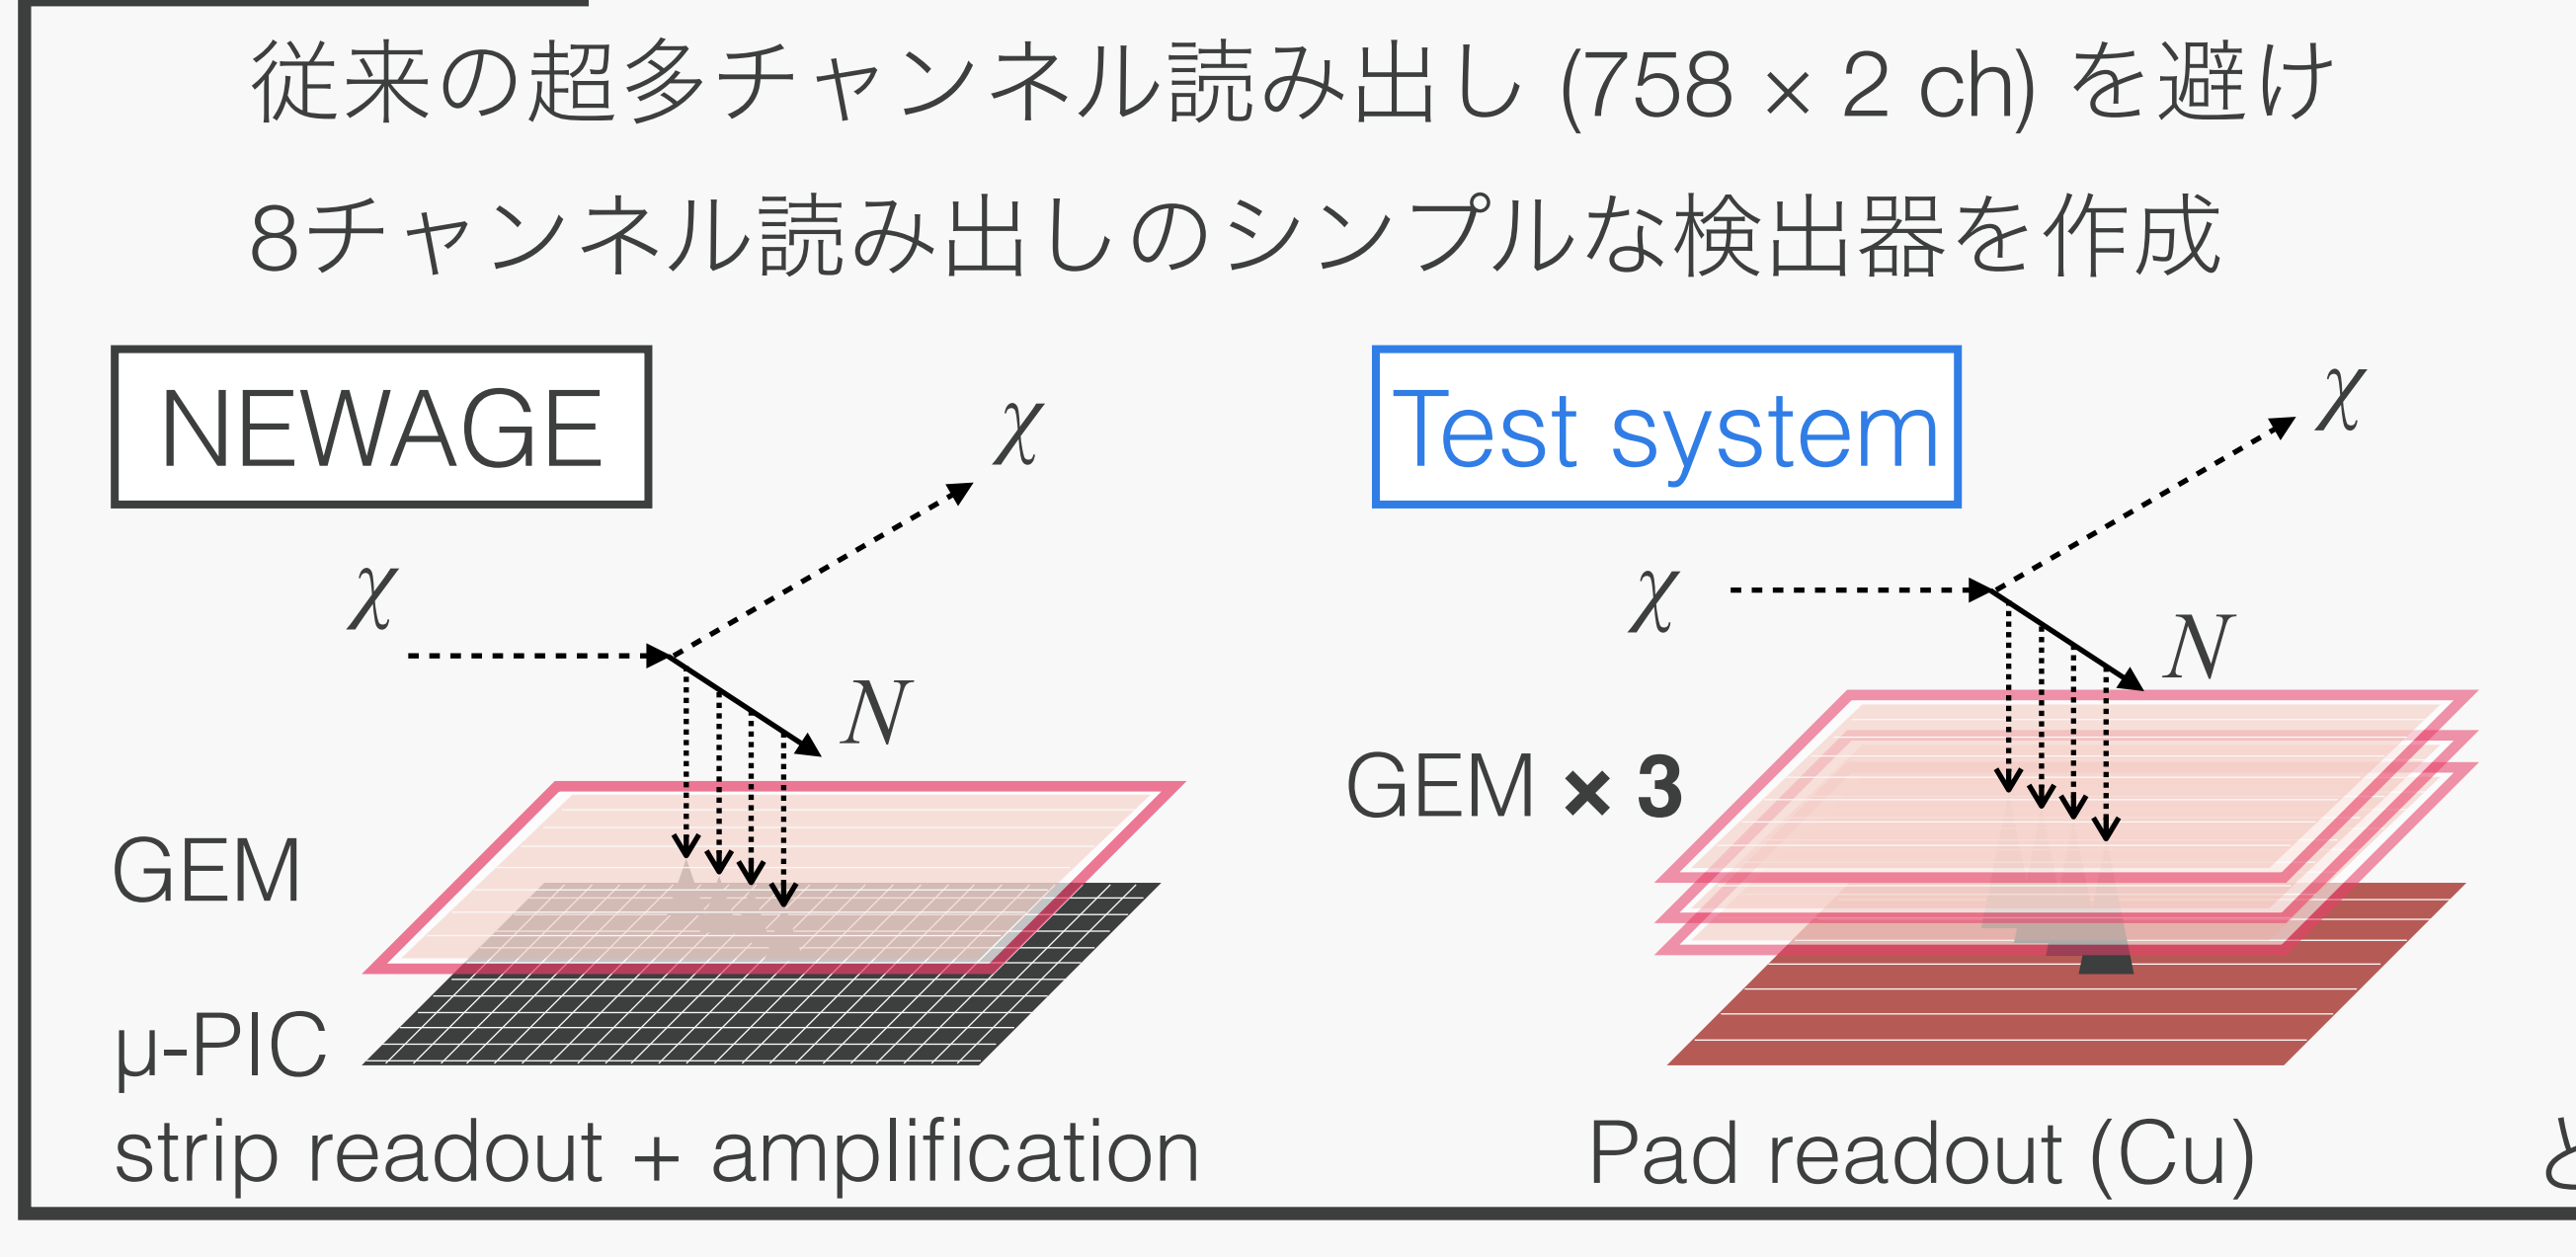 従来の超多チャンネル読み出し (758 × 2 ch) を避け
8チャンネル読み出しのシンプルな検出器を作成
NEWAGE
χ
χ
N
GEM
μ-PIC
strip readout + amplification
Test system
χ
χ
N
GEM × 3
Pad readout (Cu)